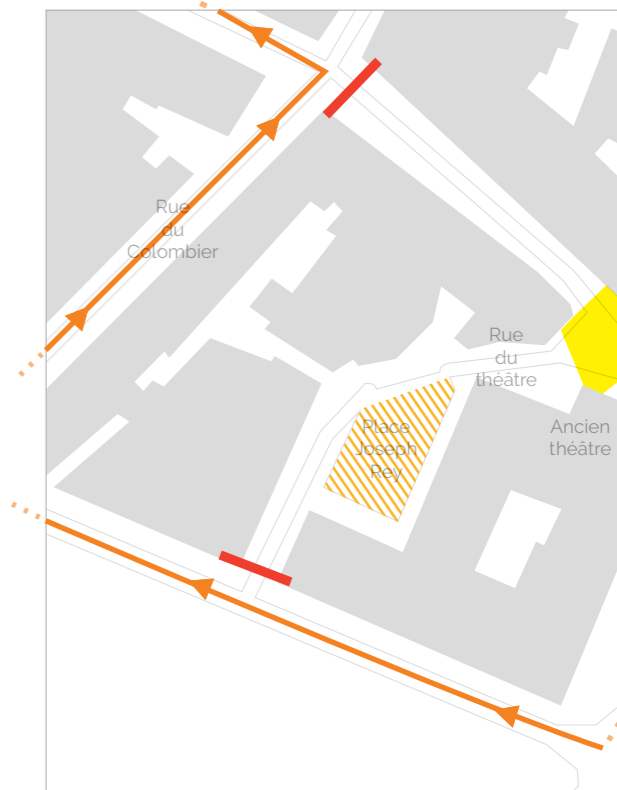 Rue
du
Colombier
Rue
du
théâtre
Place
Joseph
Rey
Ancien
théâtre